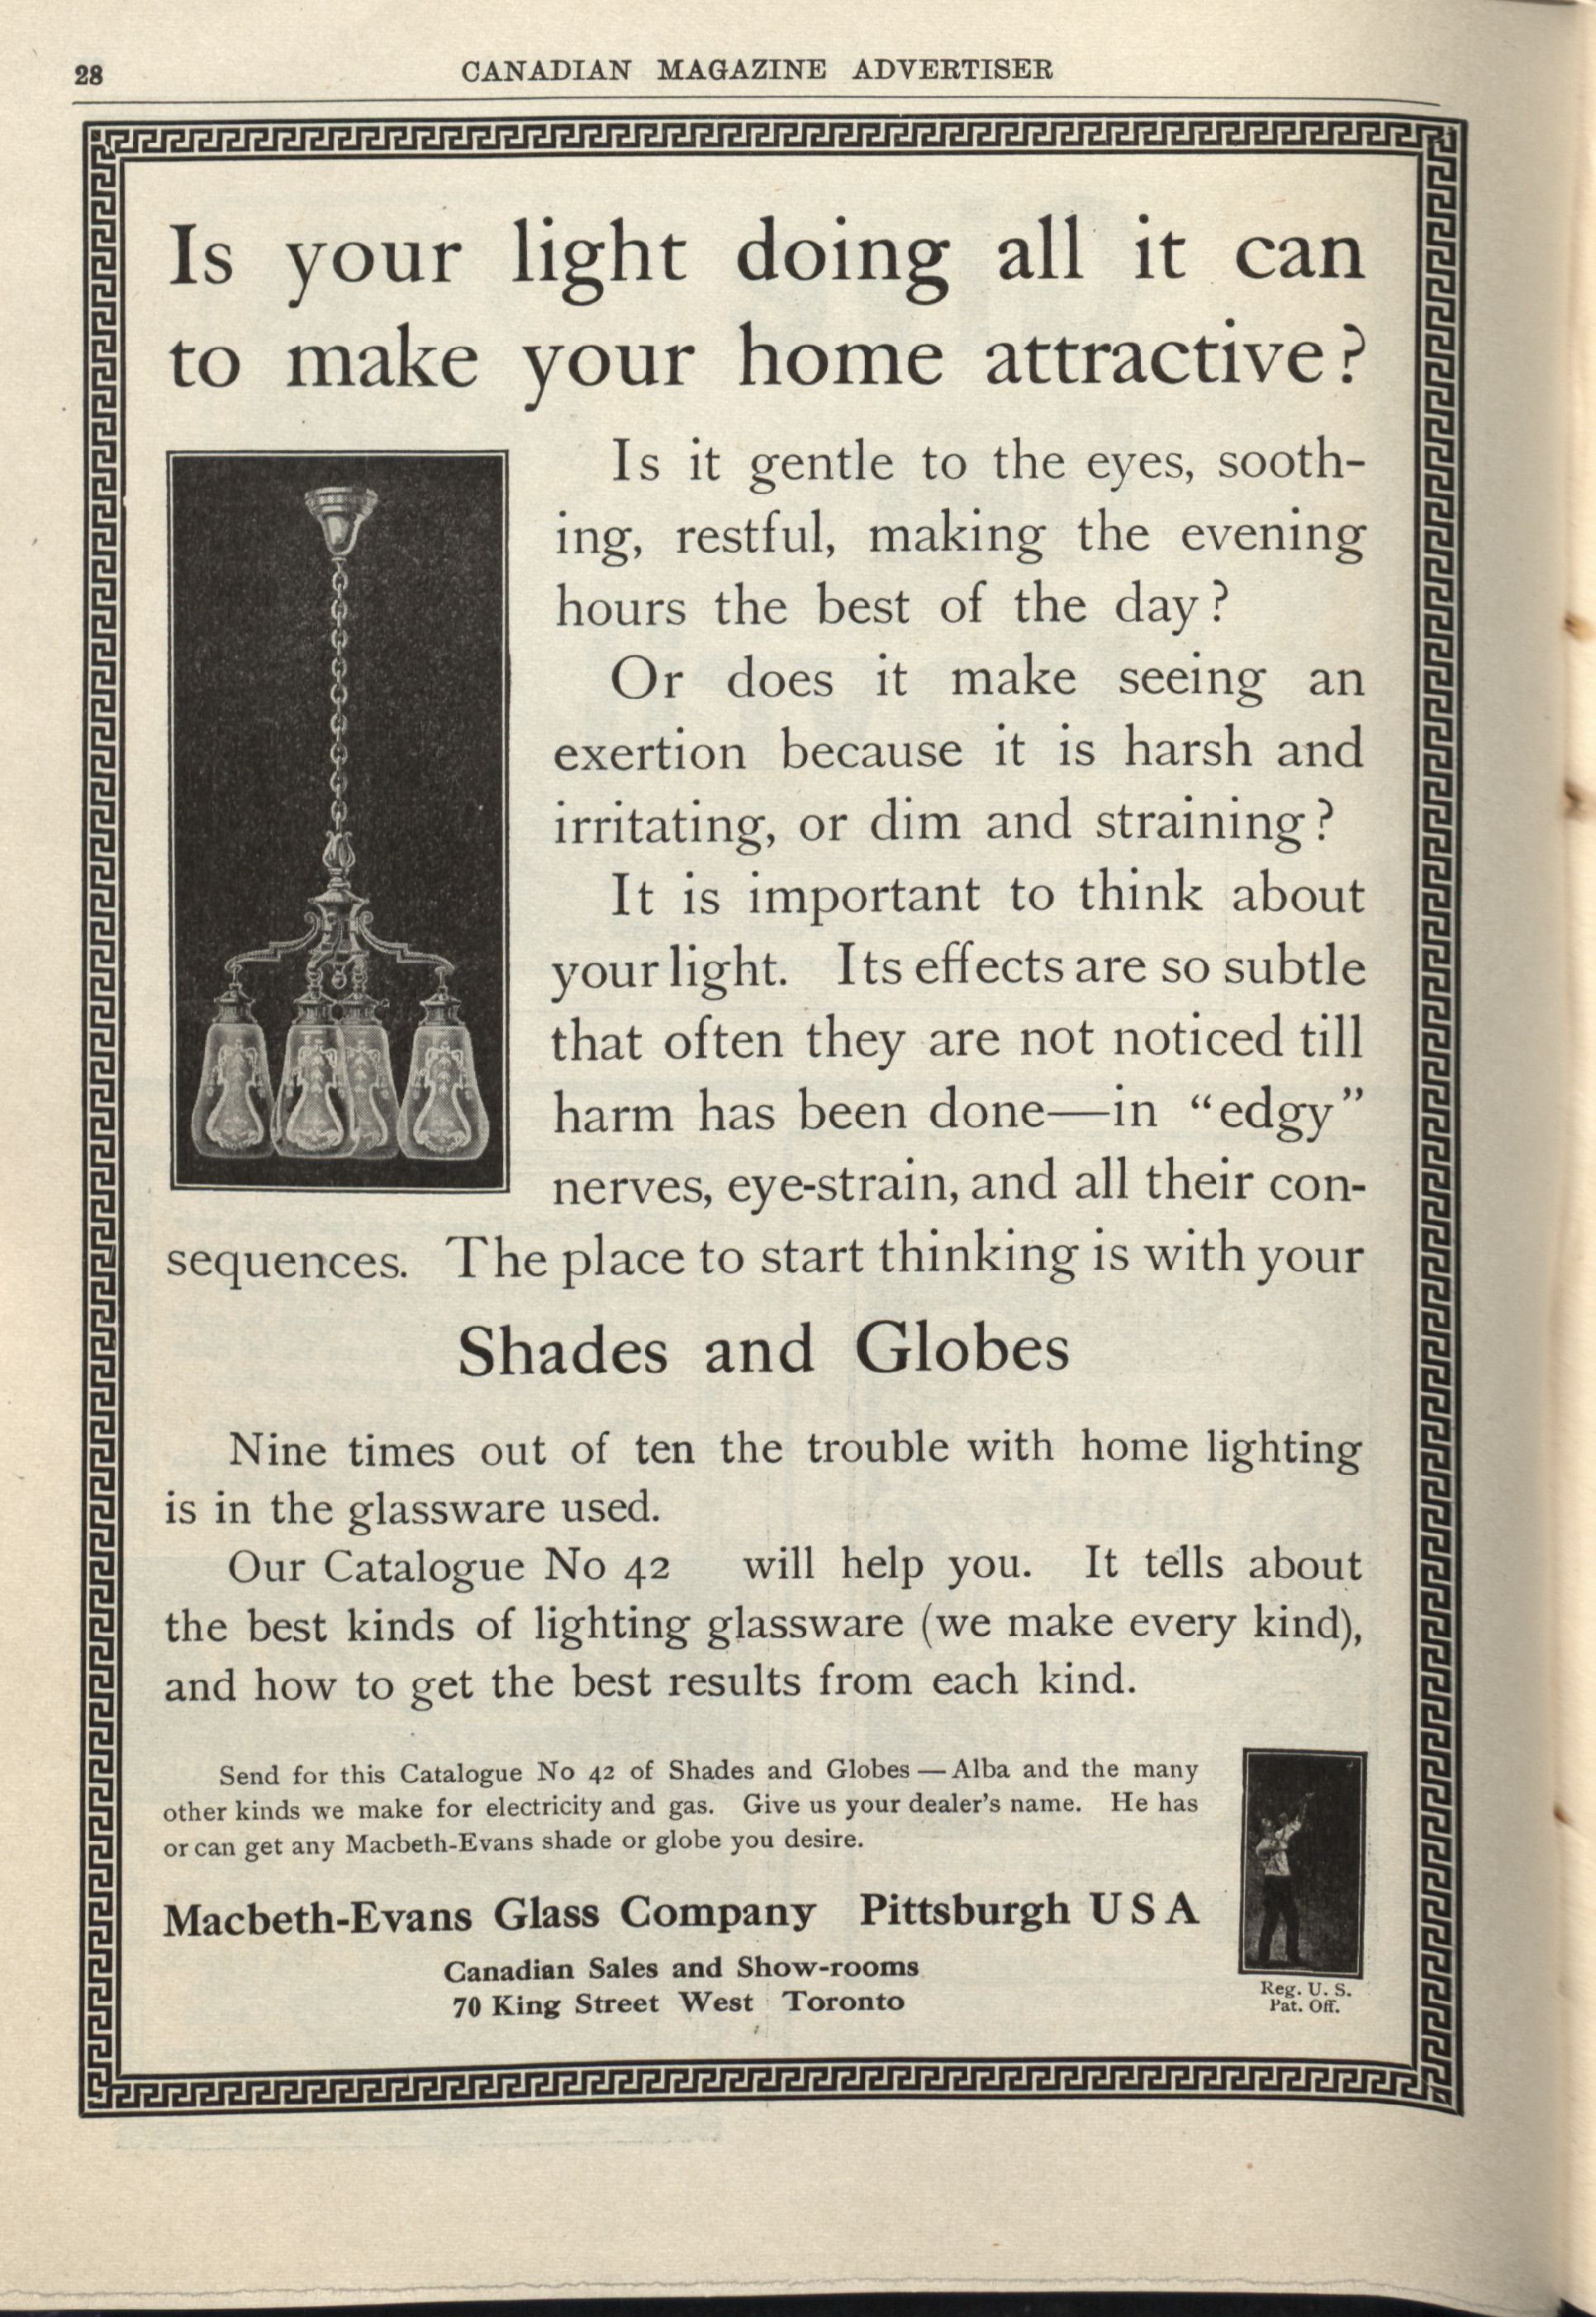 28
CANADIAN MAGAZINE ADVERTISER
Is your light doing all it can
to make your home attractive?
Is it gentle to the eyes, sooth-
ing, restful, making the evening
hours the best of the day?
Or does it make seeing an
exertion because it is harsh and
irritating, or dim and straining?
It is important to think about
your light. Its effects are so subtle
that often they are not noticed till
harm has been done—in “edgy”
nerves, eye-strain, and all their con-
sequences. The place to start thinking is with your
Shades and Globes
Nine times out of ten the trouble with home lighting
is in the glassware used.
Our Catalogue No 42 will help you. It tells about
the best kinds of lighting glassware (we make every kind),
and how to get the best results from each kind.
Send for this Catalogue No 42 of Shades and Globes — Alba and the many
other kinds we make for electricity and gas. Give us your dealer's name. He has
or can get any Macbeth-Evans shade or globe you desire.
Macbeth-Evans Glass Company Pittsburgh U S A
Canadian Sales and Show-rooms
70 King Street West Toronto
Reg. U. S.
Pat. Off.